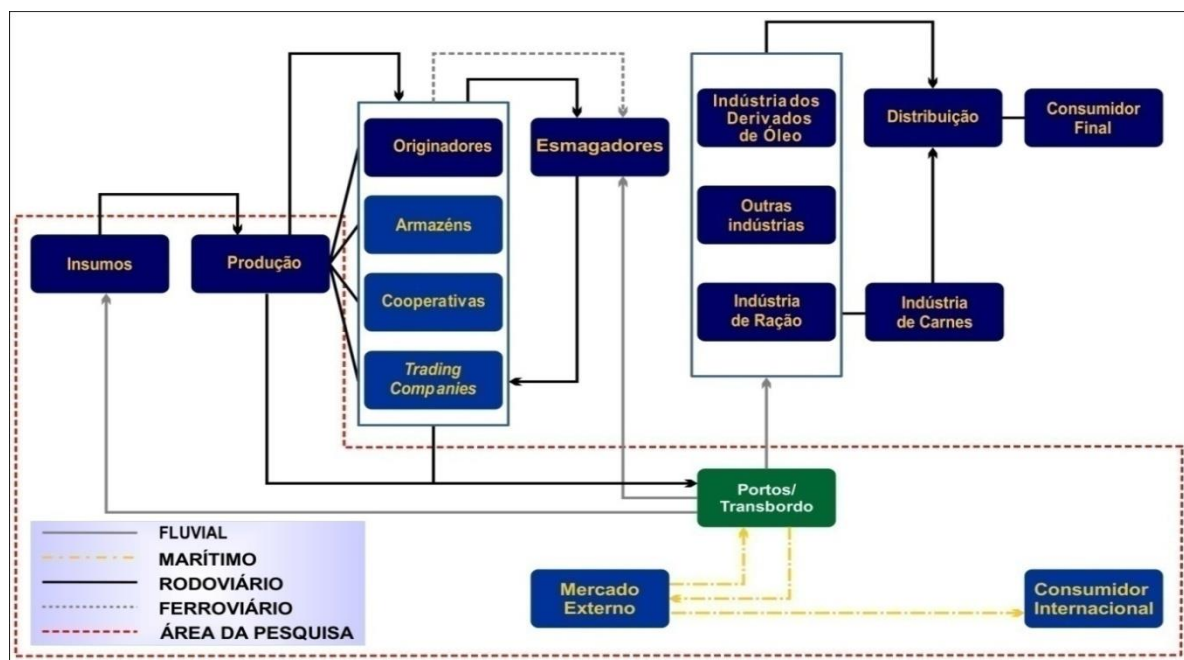 Originadores
Armazéns
Cooperativas
Trading
Companies
Esmagadores
Insumos
Produção
Indústria dos
Derivados
de Óleo
Outras
indústrias
Indústria
de Ração
Distribuição
Consumidor
Final
Indústria
de Carnes
Portos/
Transbordo
Mercado
Externo
Consumidor
Internacional
FLUVIAL
MARÍTIMO
RODOVIÁRIO
FERROVIÁRIO
ÁREA DA PESQUISA